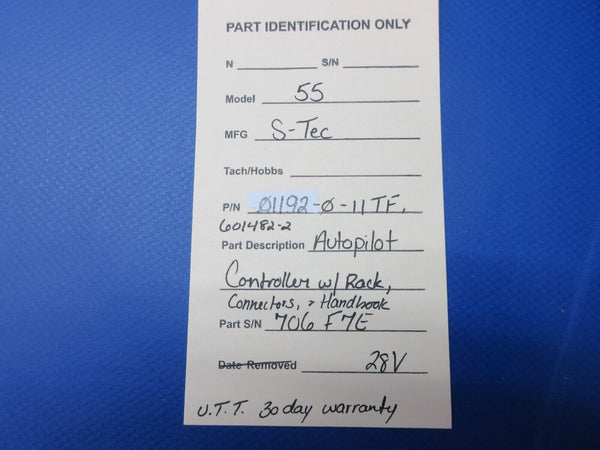 PART IDENTIFICATION ONLY
N S/N
Model 55
MFG S-Tec
Tach/Hobbs
P/N 01192-0-11TF,
601482-2
Part Description Autopilot
Controller w/ Rack,
Connectors, & Handbook
Part S/N 706 F7E
Date Removed 28V
U.T.T. 30 day warranty